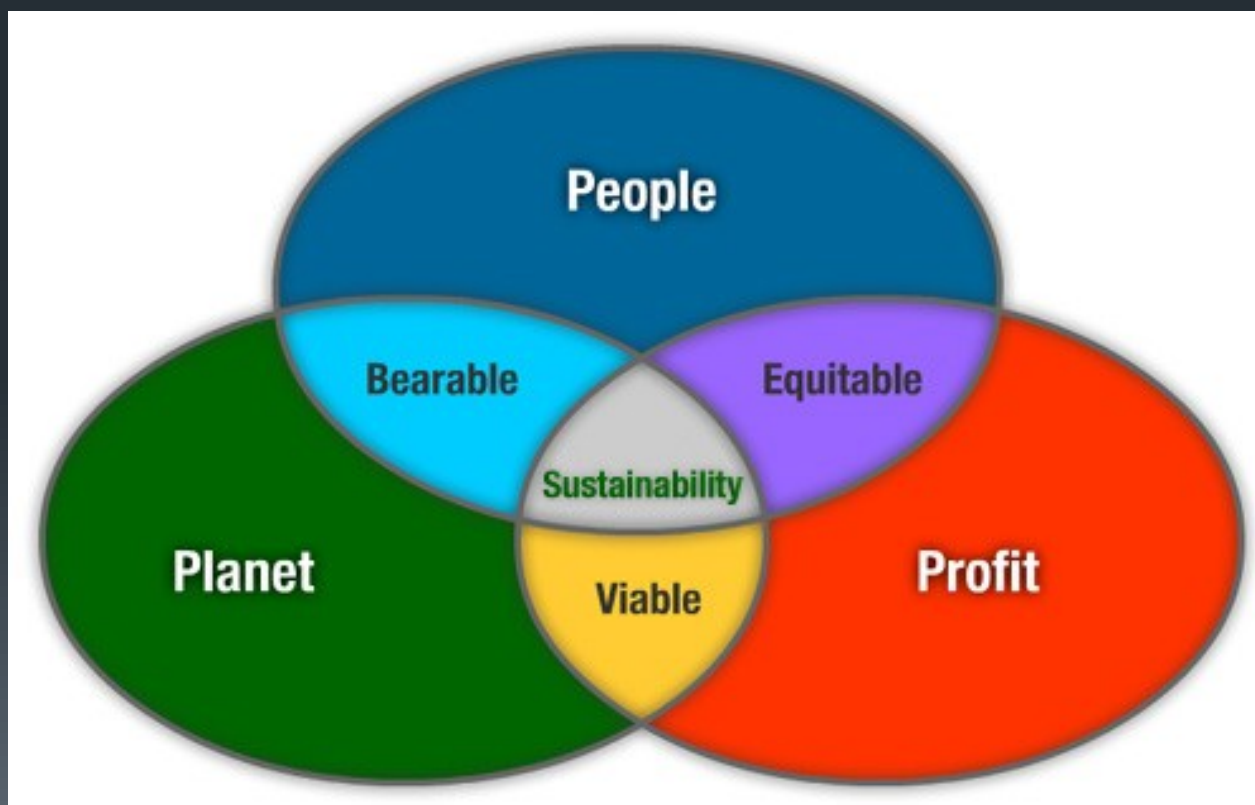 People
Bearable
Equitable
Sustainability
Planet
Profit
Viable